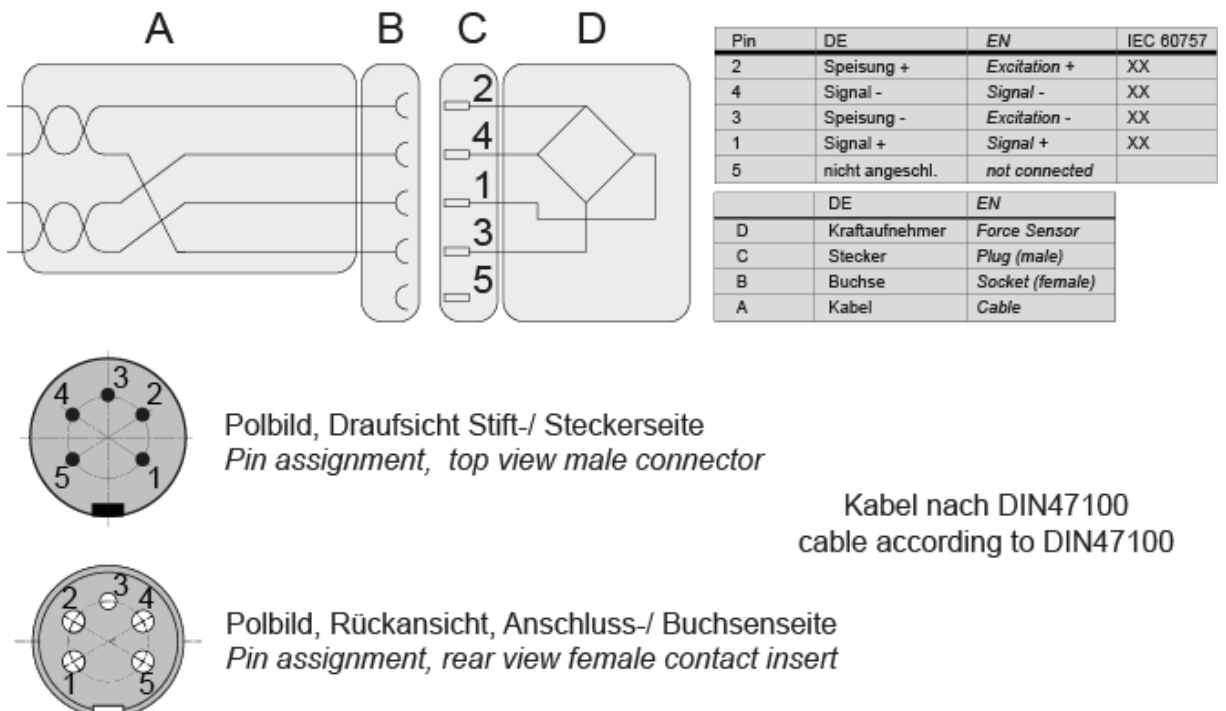 A B C D
2
4
1
3
5
Pin DE EN IEC 60757
2 Speisung + Excitation + XX
4 Signal - Signal - XX
3 Speisung - Excitation - XX
1 Signal + Signal + XX
5 nicht angeschl. not connected
DE EN
D Kraftaufnehmer Force Sensor
C Stecker Plug (male)
B Buchse Socket (female)
A Kabel Cable
3
4 2
5 1
Polbild, Draufsicht Stift-/ Steckerseite
Pin assignment, top view male connector
Kabel nach DIN47100
cable according to DIN47100
3
2 4
1 5
Polbild, Rückansicht, Anschluss-/ Buchsenseite
Pin assignment, rear view female contact insert